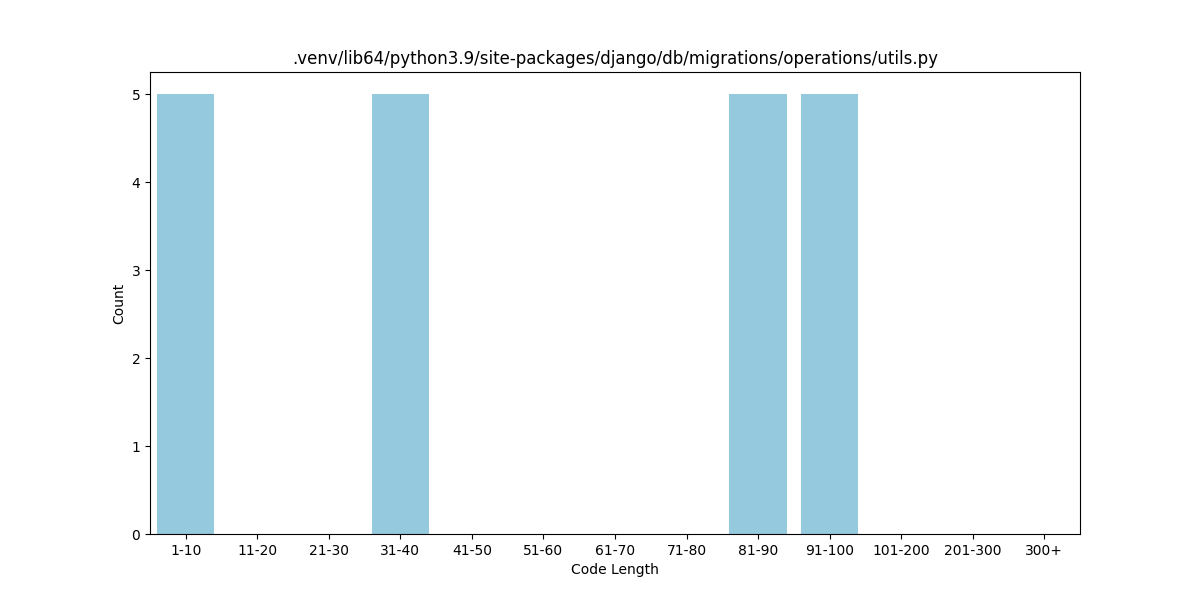 .venv/lib64/python3.9/site-packages/django/db/migrations/operations/utils.py
5
4
3
2
1
0
Count
1-10 11-20 21-30 31-40 41-50 51-60 61-70 71-80 81-90 91-100 101-200 201-300 300+
Code Length